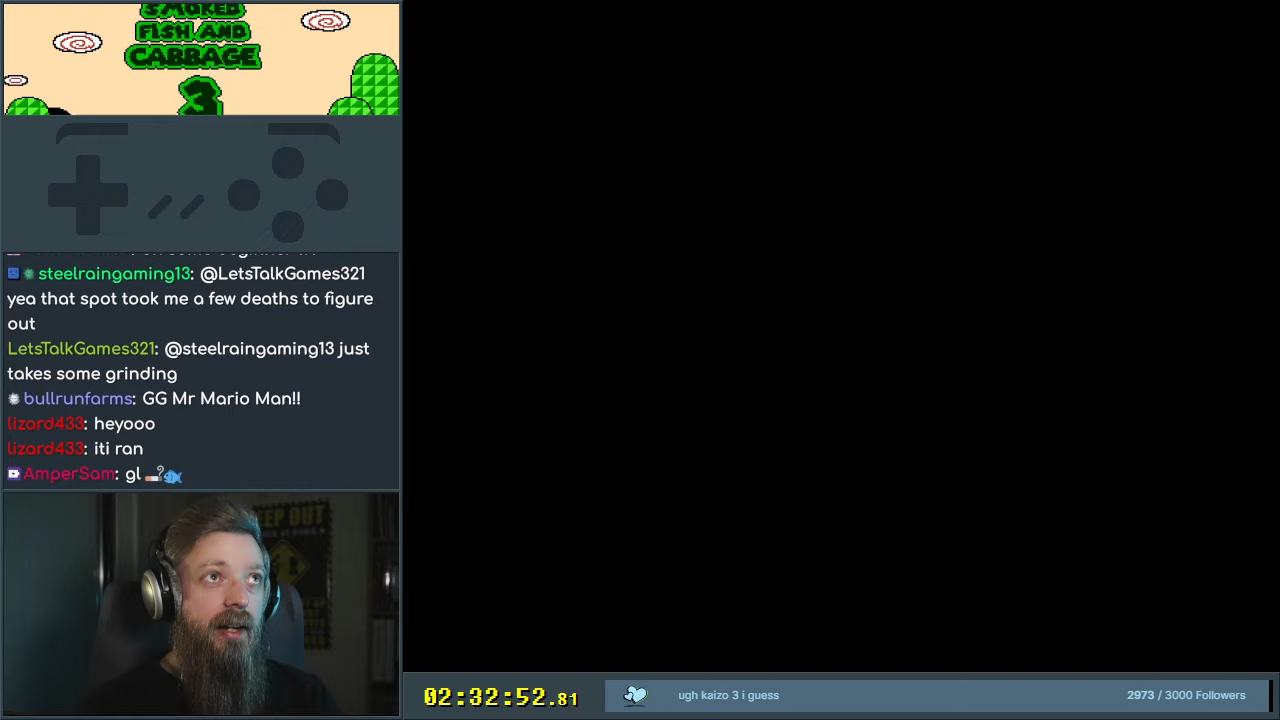 SMOKED
FISH AND
CABBAGE
3
steelraingaming13: @LetsTalkGames321
yea that spot took me a few deaths to figure
out
LetsTalkGames321: @steelraingaming13 just
takes some grinding
bullrunfarms: GG Mr Mario Man!!
lizard433: heyooo
lizard433: iti ran
AmperSam: gl
KEEP OUT
02:32:52.81
ugh kaizo 3 i guess
2973 / 3000 Followers